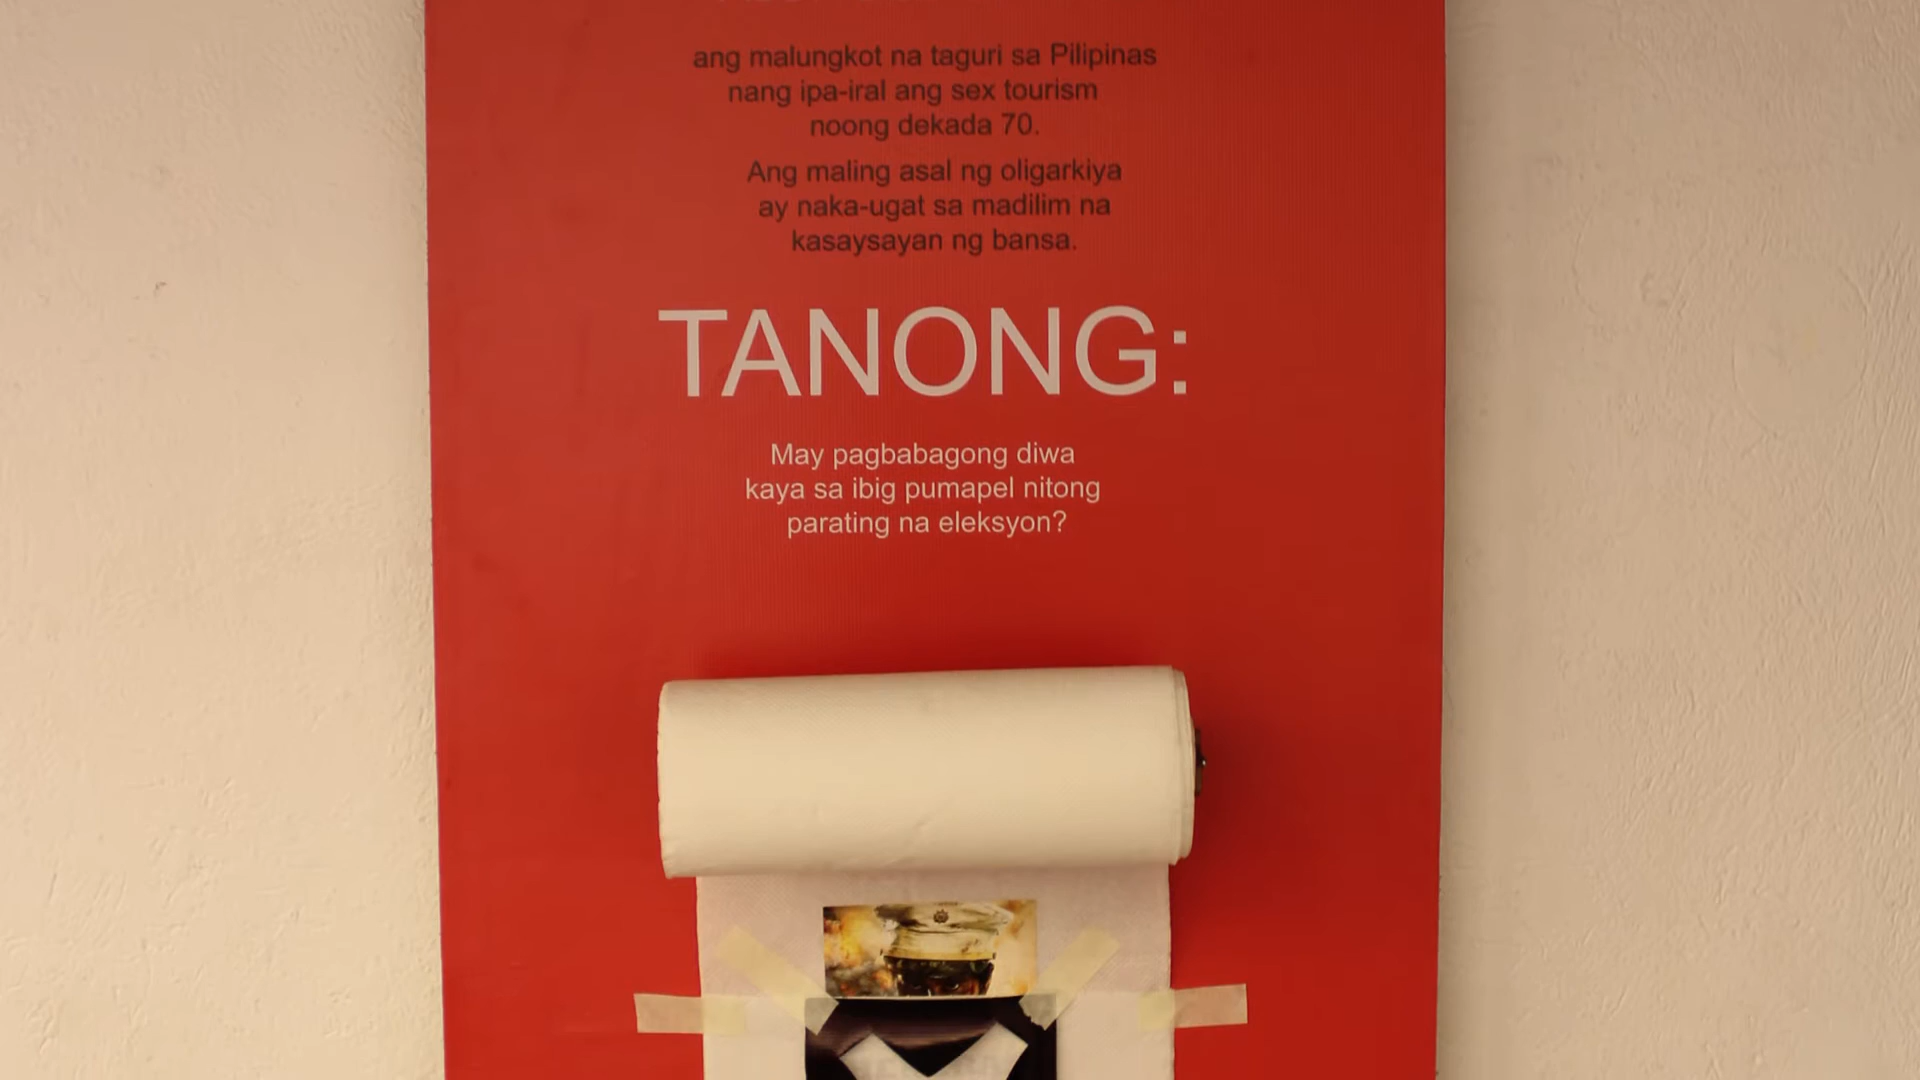 ang malungkot na taguri sa Pilipinas
nang ipa-iral ang sex tourism
noong dekada 70.
Ang maling asal ng oligarkiya
ay naka-ugat sa madilim na
kasaysayan ng bansa.
TANONG:
May pagbabagong diwa
kaya sa ibig pumapel nitong
parating na eleksyon?